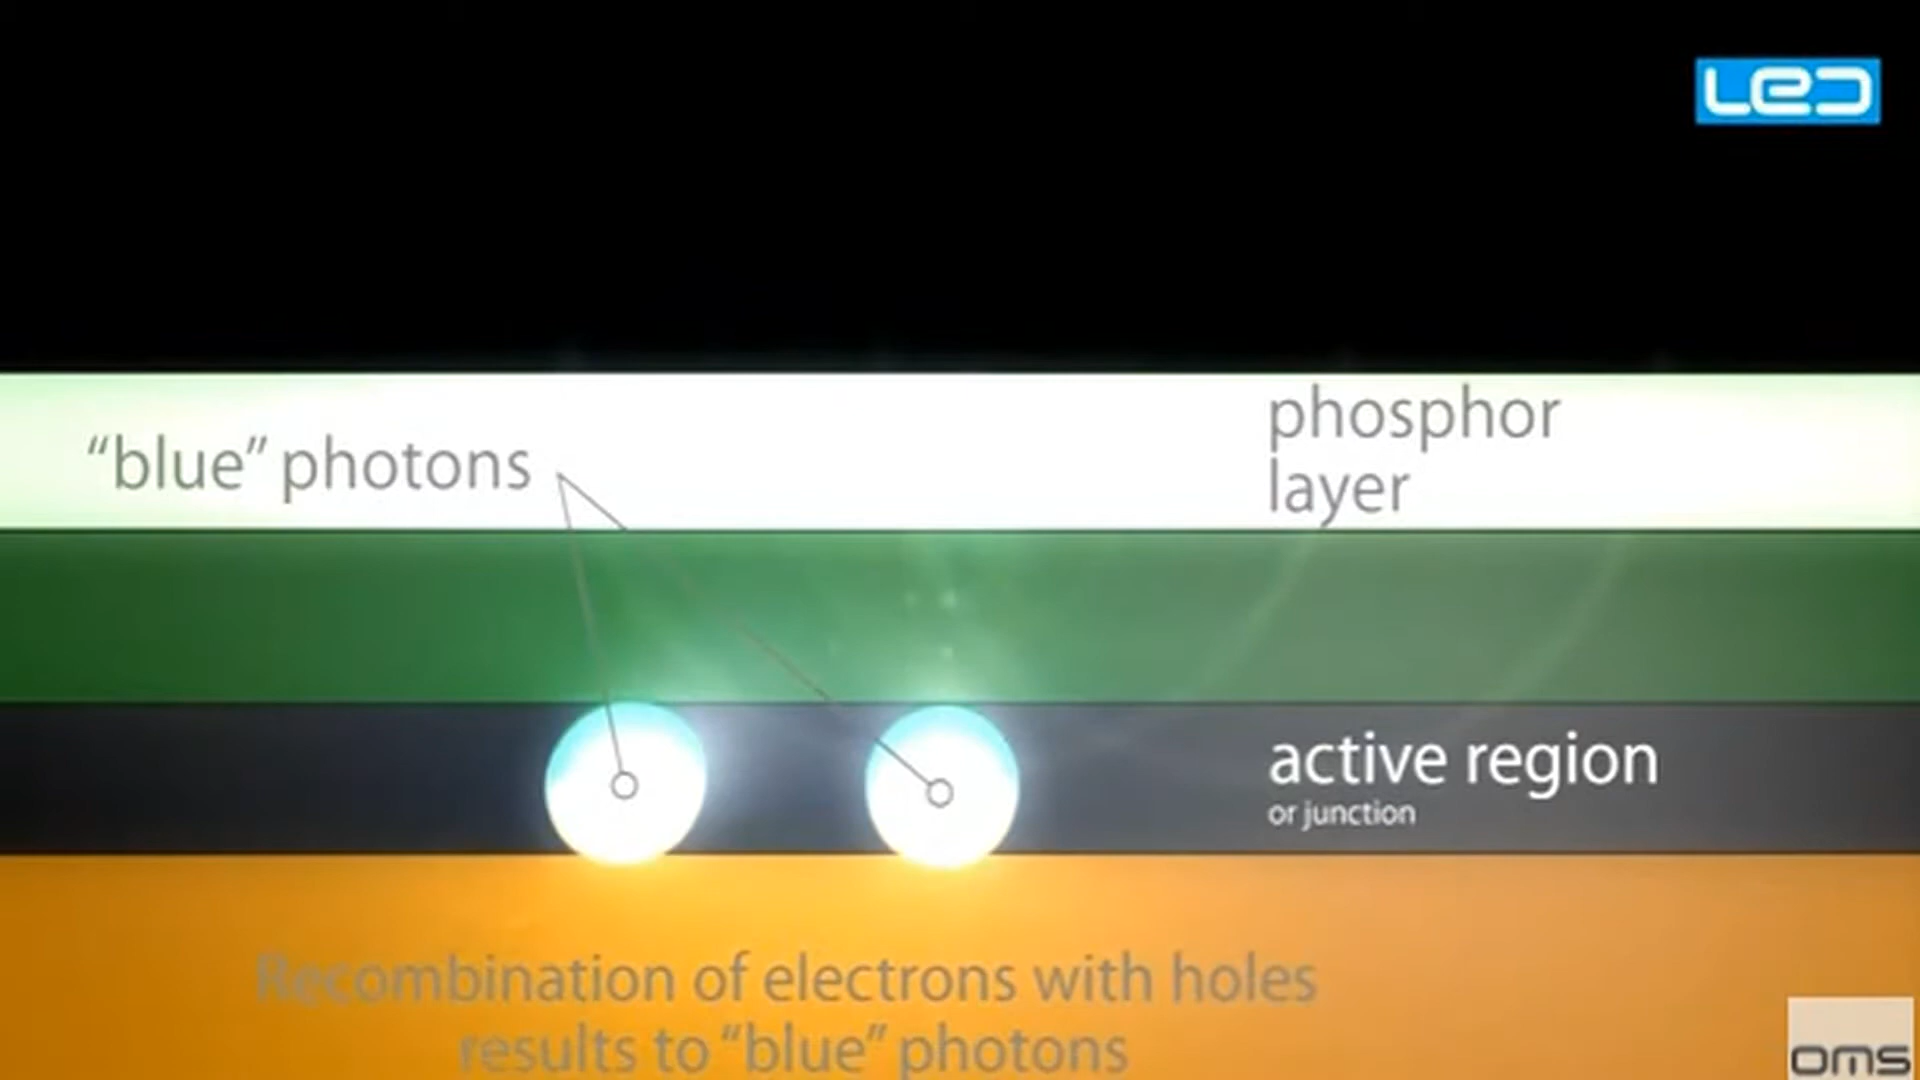 LED
phosphor
layer
“blue” photons
active region
or junction
Recombination of electrons with holes
results to “blue” photons
oms